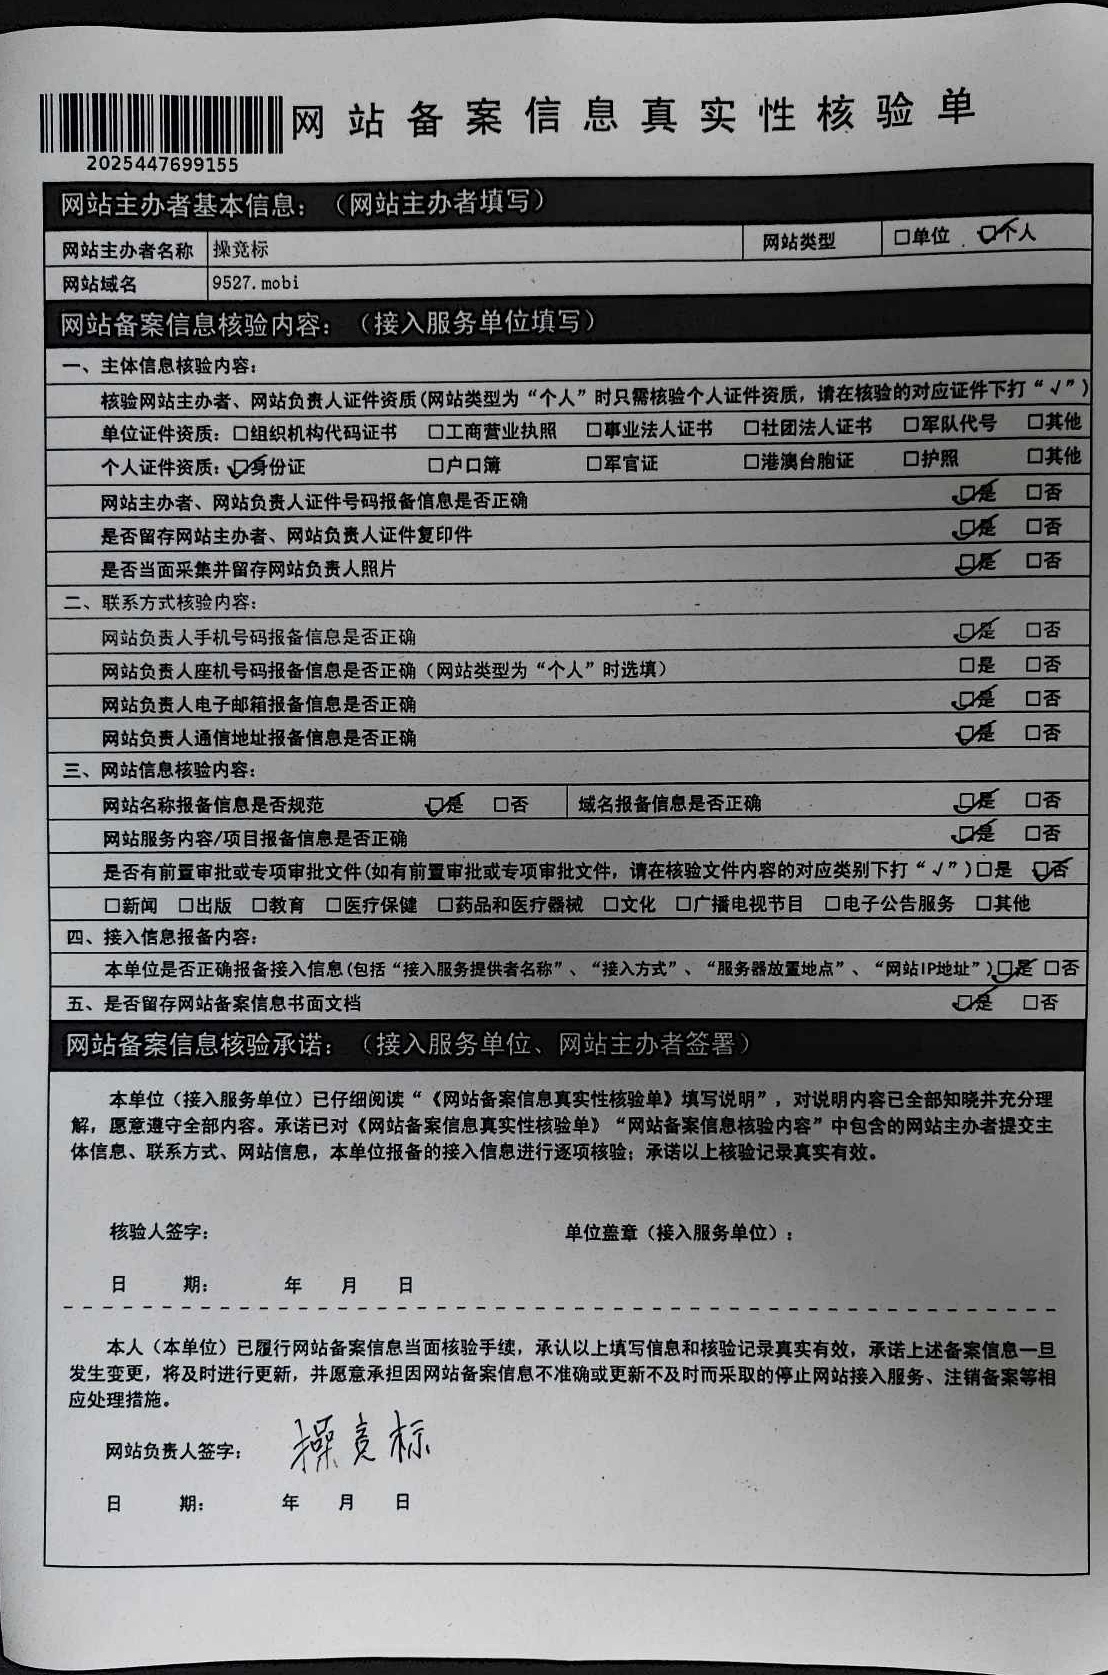 网站备案信息真实性核验单
2025447699155
网站主办者基本信息：（网站主办者填写）
网站主办者名称 操竞标 网站类型 □单位 ☑个人
网站域名 9527.mobi
网站备案信息核验内容：（接入服务单位填写）
一、主体信息核验内容：
核验网站主办者、网站负责人证件资质(网站类型为“个人”时只需核验个人证件资质，请在核验的对应证件下打“√”)
单位证件资质：□组织机构代码证书 □工商营业执照 □事业法人证书 □社团法人证书 □军队代号 □其他
个人证件资质：☑身份证 □户口簿 □军官证 □港澳台胞证 □护照 □其他
网站主办者、网站负责人证件号码报备信息是否正确 ☑是 □否
是否留存网站主办者、网站负责人证件复印件 ☑是 □否
是否当面采集并留存网站负责人照片 ☑是 □否
二、联系方式核验内容：
网站负责人手机号码报备信息是否正确 ☑是 □否
网站负责人座机号码报备信息是否正确（网站类型为“个人”时选填） □是 □否
网站负责人电子邮箱报备信息是否正确 ☑是 □否
网站负责人通信地址报备信息是否正确 ☑是 □否
三、网站信息核验内容：
网站名称报备信息是否规范 ☑是 □否 域名报备信息是否正确 ☑是 □否
网站服务内容/项目报备信息是否正确 ☑是 □否
是否有前置审批或专项审批文件(如有前置审批或专项审批文件，请在核验文件内容的对应类别下打“√”)□是 ☑否
□新闻 □出版 □教育 □医疗保健 □药品和医疗器械 □文化 □广播电视节目 □电子公告服务 □其他
四、接入信息报备内容：
本单位是否正确报备接入信息(包括“接入服务提供者名称”、“接入方式”、“服务器放置地点”、“网站IP地址”)☑是 □否
五、是否留存网站备案信息书面文档 ☑是 □否
网站备案信息核验承诺：（接入服务单位、网站主办者签署）
本单位（接入服务单位）已仔细阅读“《网站备案信息真实性核验单》填写说明”，对说明内容已全部知晓并充分理
解，愿意遵守全部内容。承诺已对《网站备案信息真实性核验单》“网站备案信息核验内容”中包含的网站主办者提交主
体信息、联系方式、网站信息，本单位报备的接入信息进行逐项核验；承诺以上核验记录真实有效。
核验人签字： 单位盖章（接入服务单位）：
日 期： 年 月 日
本人（本单位）已履行网站备案信息当面核验手续，承认以上填写信息和核验记录真实有效，承诺上述备案信息一旦
发生变更，将及时进行更新，并愿意承担因网站备案信息不准确或更新不及时而采取的停止网站接入服务、注销备案等相
应处理措施。
网站负责人签字： 操竞标
日 期： 年 月 日